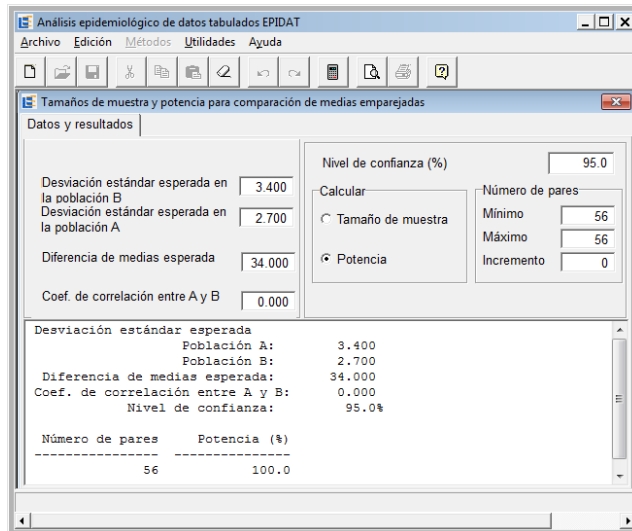 Análisis epidemiológico de datos tabulados EPIDAT
Archivo Edición Métodos Utilidades Ayuda
Tamaños de muestra y potencia para comparación de medias emparejadas
Datos y resultados
Desviación estándar esperada en
la población B
3.400
Desviación estándar esperada en
la población A
2.700
Diferencia de medias esperada
34.000
Coef. de correlación entre A y B
0.000
Nivel de confianza (%)
95.0
Calcular
Tamaño de muestra
Potencia
Número de pares
Mínimo 56
Máximo 56
Incremento 0
Desviación estándar esperada
Población A: 3.400
Población B: 2.700
Diferencia de medias esperada: 34.000
Coef. de correlación entre A y B: 0.000
Nivel de confianza: 95.0%
Número de pares Potencia (%)
---------------- ---------------
56 100.0